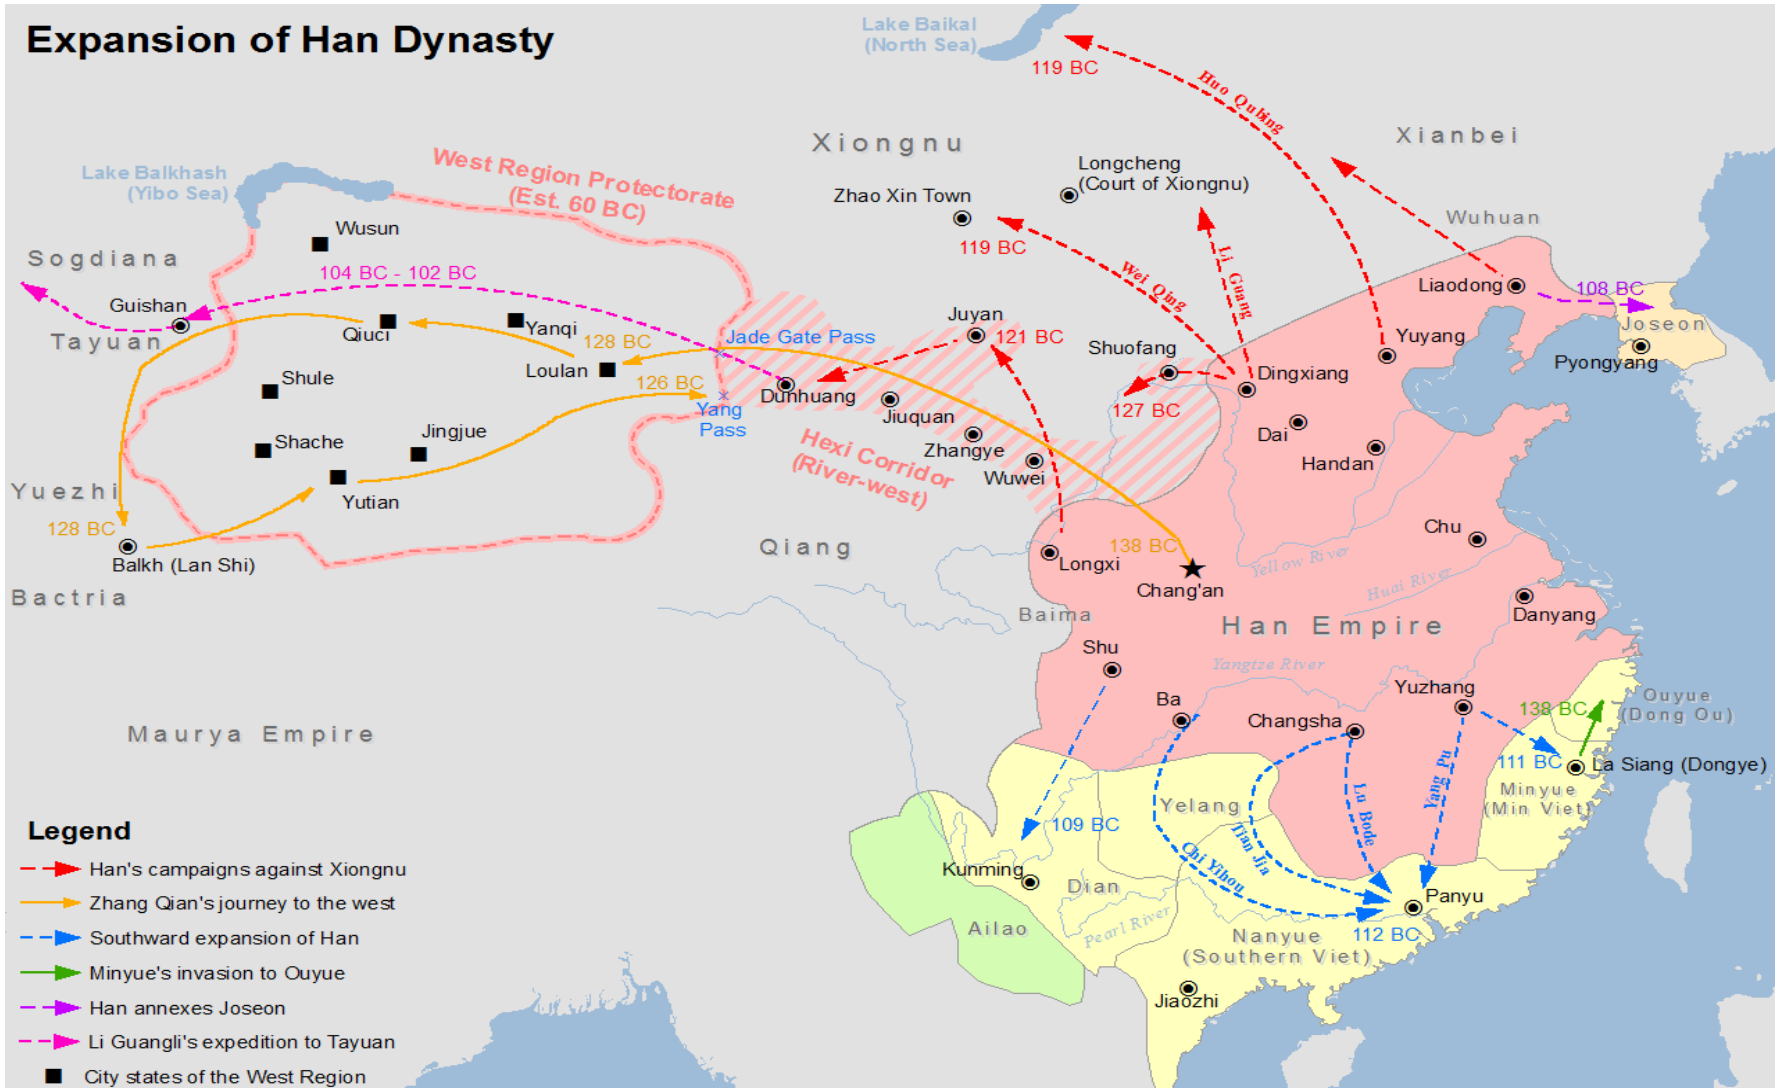 Expansion of Han Dynasty
Lake Baikal
(North Sea)
119 BC
Huo Qubing
Xiongnu
Xianbei
Longcheng
(Court of Xiongnu)
Zhao Xin Town
119 BC
Wei Qing
Li Guang
Wuhuan
Lake Balkhash
(Yibo Sea)
West Region Protectorate
(Est. 60 BC)
Wusun
Sogdiana
104 BC - 102 BC
Guishan
Tayuan
Qiuci
Yanqi
128 BC
Loulan
Jade Gate Pass
Juyan
121 BC
Shuofang
127 BC
Dingxiang
Yuyang
Liaodong
108 BC
Joseon
Pyongyang
Shule
126 BC
Yang
Pass
Dunhuang
Jiuquan
Zhangye
Wuwei
Hexi Corridor
(River-west)
Dai
Handan
Shache
Jingjue
Yutian
Yuezhi
128 BC
Balkh (Lan Shi)
Bactria
Qiang
138 BC
Longxi
Chang'an
Yellow River
Chu
Huai River
Danyang
Baima
Han Empire
Shu
Yangtze River
Ba
Changsha
Yuzhang
138 BC
Ouyue
(Dong Ou)
Maurya Empire
111 BC
La Siang (Dongye)
Minyue
(Min Viet)
Yang Pu
Lu Bode
Tian Jia
Chi Yihou
Yelang
109 BC
Kunming
Dian
Panyu
Pearl River
Ailao
112 BC
Nanyue
(Southern Viet)
Jiaozhi
Legend
Han's campaigns against Xiongnu
Zhang Qian's journey to the west
Southward expansion of Han
Minyue's invasion to Ouyue
Han annexes Joseon
Li Guangli's expedition to Tayuan
City states of the West Region